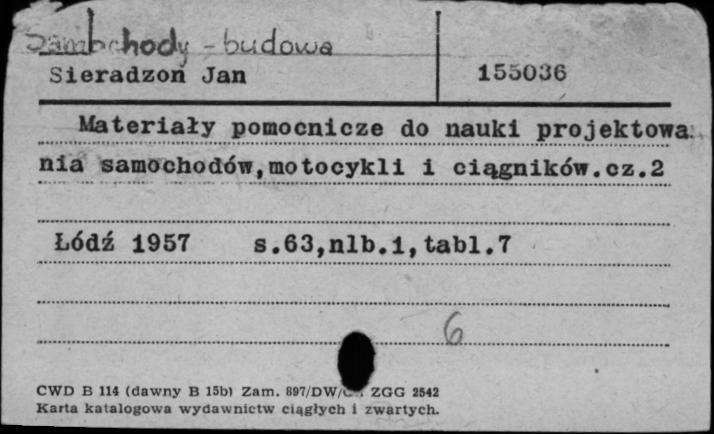 Samochody - budowa
Sieradzon Jan 155036
Materiały pomocnicze do nauki projektowa
nia samochodów,motocykli i ciągników.cz.2
Łódź 1957 s.63,nlb.1,tabl.7
6
CWD B 114 (dawny B 15b) Zam. 897/DW/ ZGG 2542
Karta katalogowa wydawnictw ciągłych i zwartych.